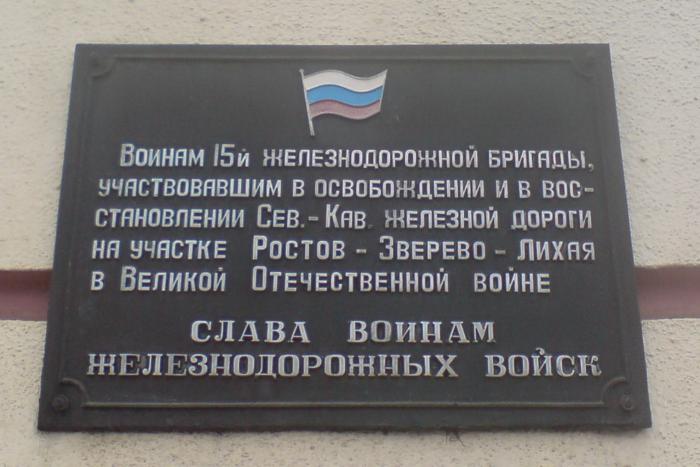 Воинам 15й железнодорожной бригады,
участвовавшим в освобождении и в вос-
становлении Сев.-Кав. железной дороги
на участке Ростов - Зверево - Лихая
в Великой Отечественной войне
СЛАВА ВОИНАМ
ЖЕЛЕЗНОДОРОЖНЫХ ВОЙСК